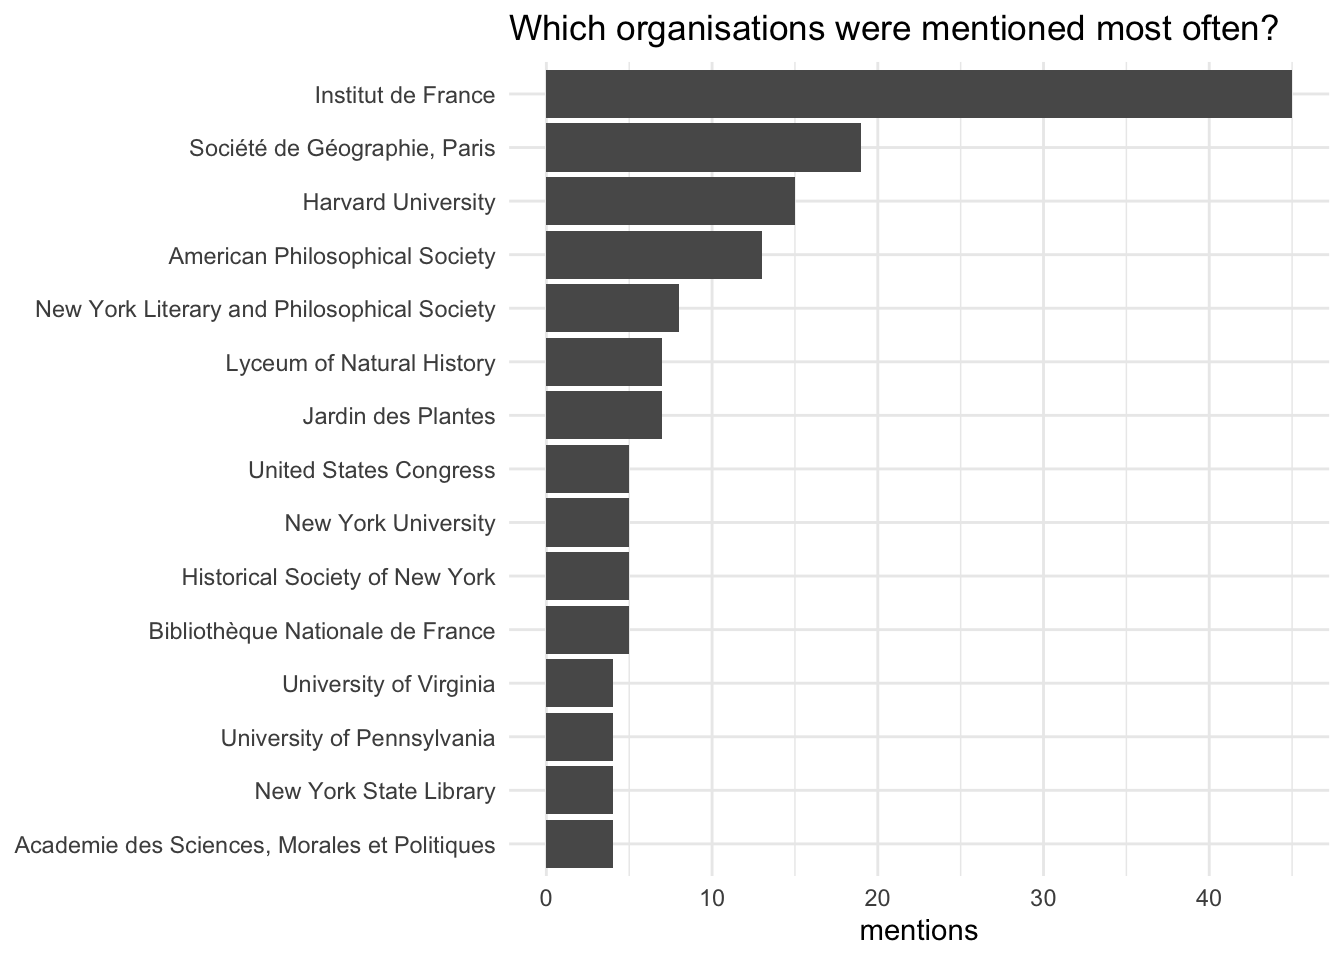 Which organisations were mentioned most often?
Institut de France
Société de Géographie, Paris
Harvard University
American Philosophical Society
New York Literary and Philosophical Society
Lyceum of Natural History
Jardin des Plantes
United States Congress
New York University
Historical Society of New York
Bibliothèque Nationale de France
University of Virginia
University of Pennsylvania
New York State Library
Academie des Sciences, Morales et Politiques
0 10 20 30 40
mentions